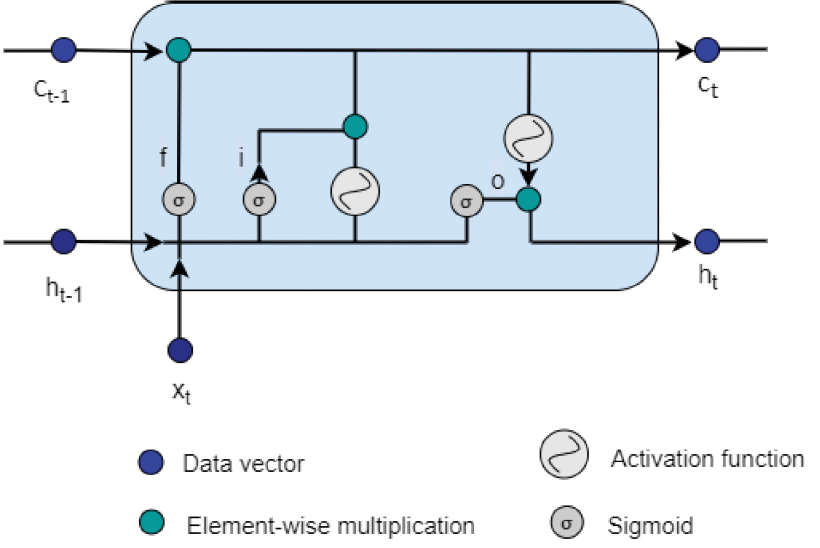 C_t-1
c_t
f
i
σ
σ
σ
o
h_t-1
h_t
x_t
Data vector
Activation function
Element-wise multiplication
σ
Sigmoid